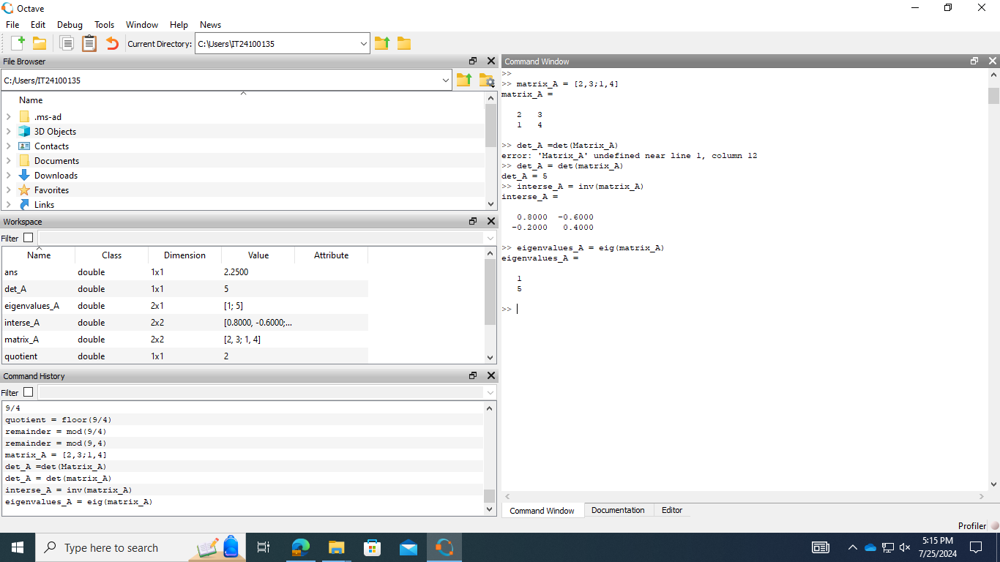 Octave
File Edit Debug Tools Window Help News
Current Directory: C:\Users\IT24100135
File Browser
C:/Users/IT24100135
Name
.ms-ad
3D Objects
Contacts
Documents
Downloads
Favorites
Links
Workspace
Filter
Name Class Dimension Value Attribute
ans double 1x1 2.2500
det_A double 1x1 5
eigenvalues_A double 2x1 [1; 5]
interse_A double 2x2 [0.8000, -0.6000;...
matrix_A double 2x2 [2, 3; 1, 4]
quotient double 1x1 2
Command History
Filter
9/4
quotient = floor(9/4)
remainder = mod(9/4)
remainder = mod(9,4)
matrix_A = [2,3;1,4]
det_A =det(Matrix_A)
det_A = det(matrix_A)
interse_A = inv(matrix_A)
eigenvalues_A = eig(matrix_A)
Command Window
>>
>> matrix_A = [2,3;1,4]
matrix_A =
2 3
1 4
>> det_A =det(Matrix_A)
error: 'Matrix_A' undefined near line 1, column 12
>> det_A = det(matrix_A)
det_A = 5
>> interse_A = inv(matrix_A)
interse_A =
0.8000 -0.6000
-0.2000 0.4000
>> eigenvalues_A = eig(matrix_A)
eigenvalues_A =
1
5
>>
Command Window Documentation Editor
Profiler
Type here to search
5:15 PM
7/25/2024